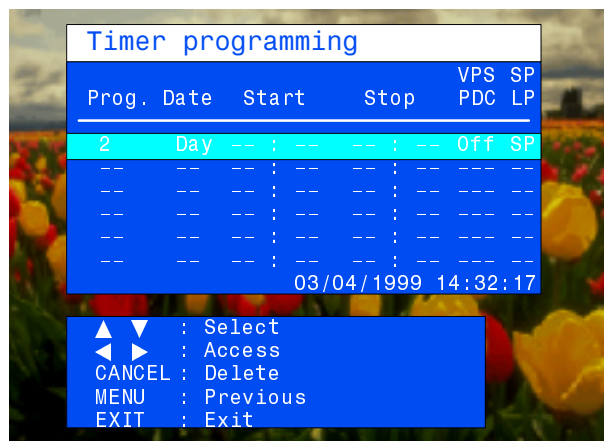 Timer programming
VPS SP
Prog. Date Start Stop PDC LP
2 Day -- : -- -- : -- Off SP
-- -- -- : -- -- : -- --- --
-- -- -- : -- -- : -- --- --
-- -- -- : -- -- : -- --- --
-- -- -- : -- -- : -- --- --
-- -- -- : -- -- : -- --- --
03/04/1999 14:32:17
▲ ▼ : Select
◀ ▶ : Access
CANCEL : Delete
MENU : Previous
EXIT : Exit